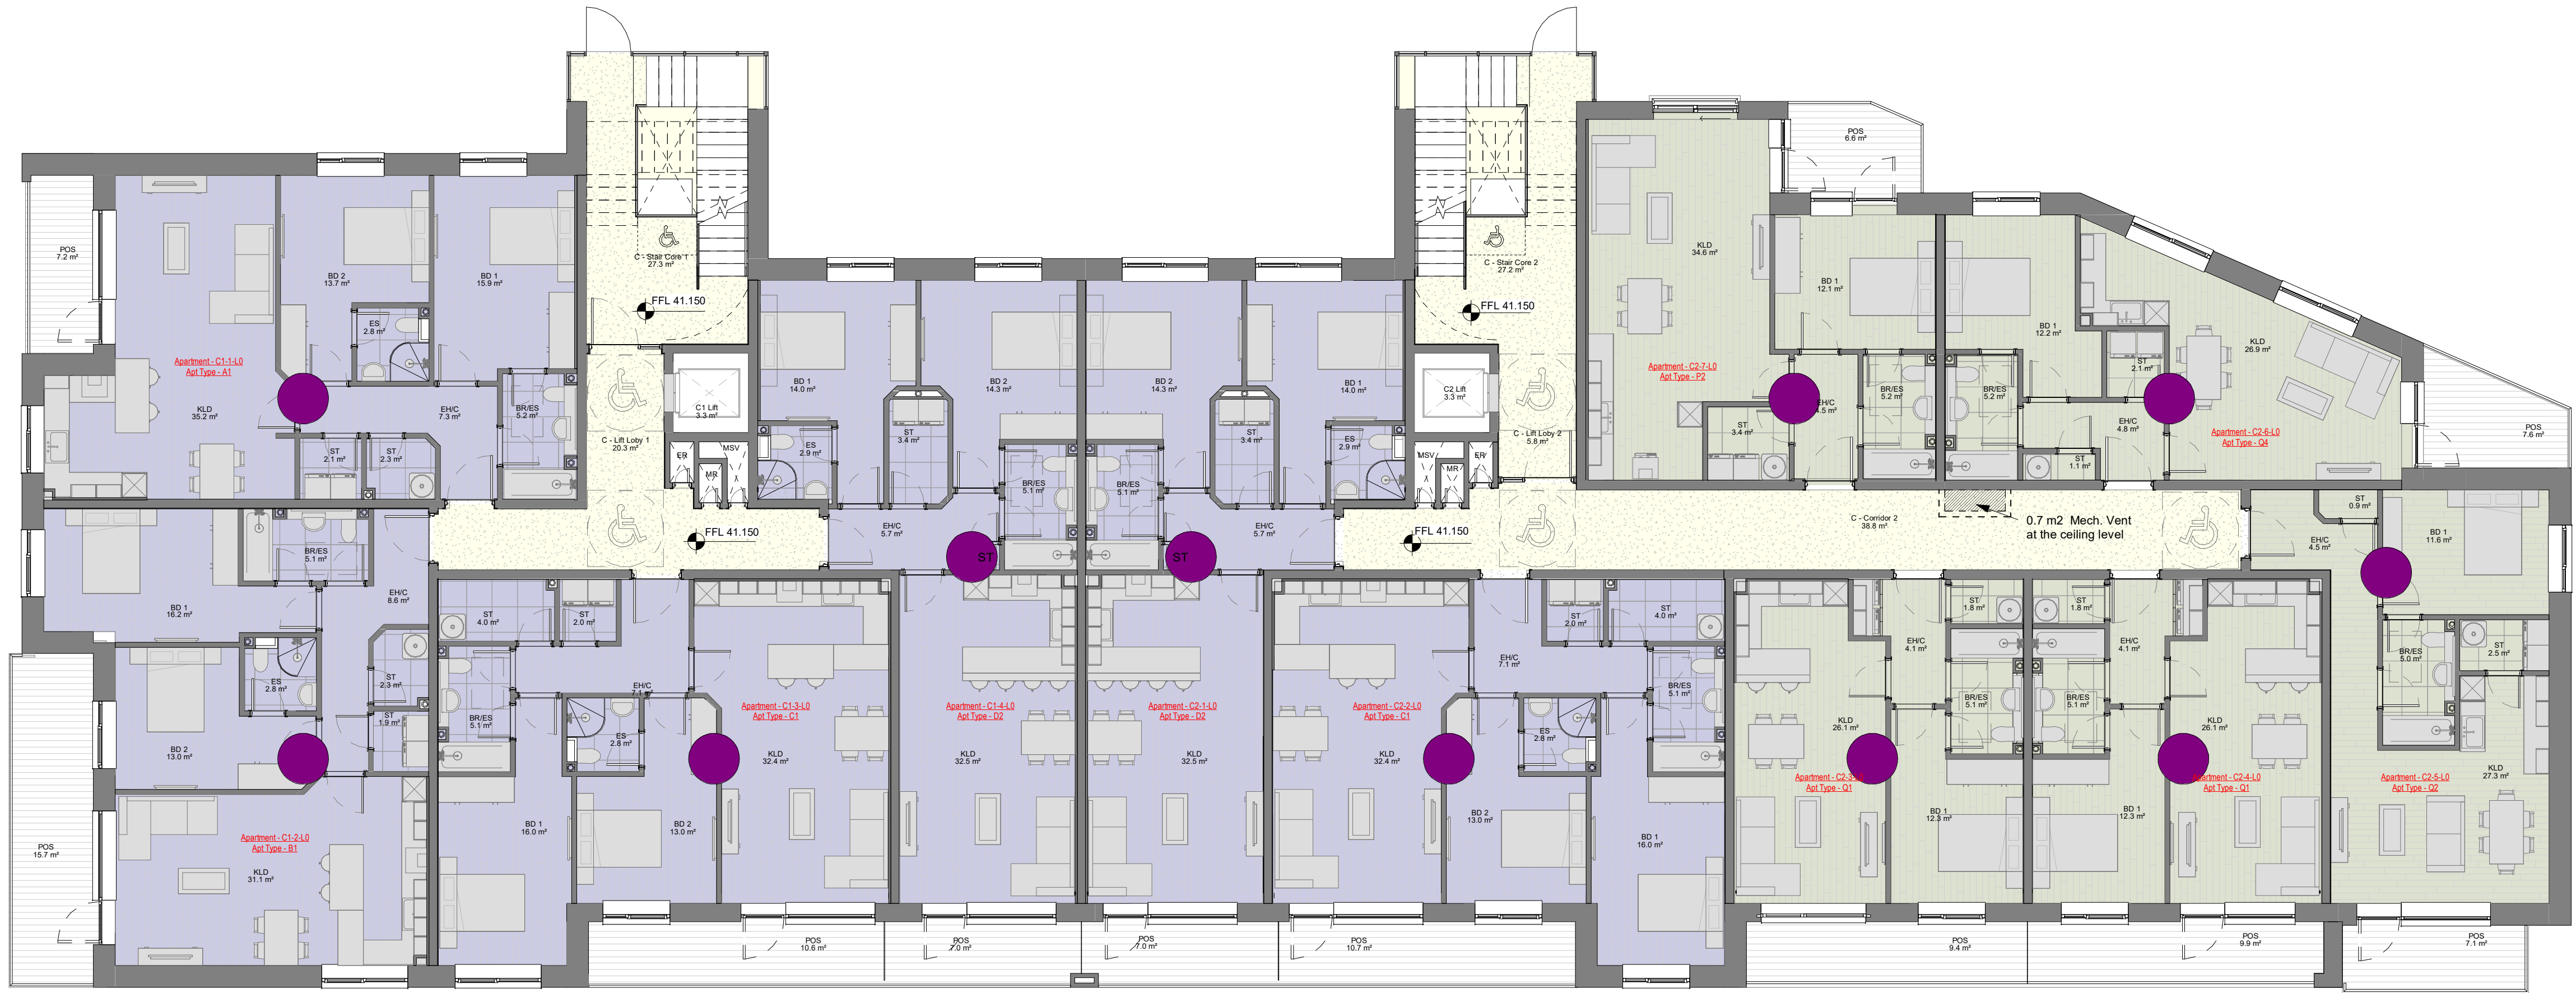 POS
6.6 m²
POS
7.2 m²
BD 2
13.7 m²
BD 1
15.9 m²
ES
2.8 m²
Apartment - C1-1-L0
Apt Type - A1
KLD
35.2 m²
EH/C
7.3 m²
BR/ES
5.2 m²
ST
2.1 m²
ST
2.3 m²
C - Stair Core 1
27.3 m²
FFL 41.150
C1 Lift
3.3 m²
C - Lift Loby 1
20.3 m²
ER
MSV
MR
FFL 41.150
BD 1
14.0 m²
BD 2
14.3 m²
ES
2.9 m²
ST
3.4 m²
BR/ES
5.1 m²
EH/C
5.7 m²
ST
BD 2
14.3 m²
BD 1
14.0 m²
ST
3.4 m²
ES
2.9 m²
BR/ES
5.1 m²
EH/C
5.7 m²
ST
C - Stair Core 2
27.2 m²
FFL 41.150
C2 Lift
3.3 m²
C - Lift Loby 2
5.8 m²
MSV
MR
ER
FFL 41.150
KLD
34.6 m²
BD 1
12.1 m²
Apartment - C2-7-L0
Apt Type - P2
EH/C
4.5 m²
BR/ES
5.2 m²
ST
3.4 m²
BD 1
12.2 m²
BR/ES
5.2 m²
ST
2.1 m²
KLD
26.9 m²
EH/C
4.8 m²
ST
1.1 m²
Apartment - C2-6-L0
Apt Type - Q4
POS
7.6 m²
C - Corridor 2
38.8 m²
0.7 m2 Mech. Vent
at the ceiling level
ST
0.9 m²
EH/C
4.5 m²
BD 1
11.6 m²
BR/ES
5.1 m²
BD 1
16.2 m²
EH/C
8.6 m²
ES
2.8 m²
ST
2.3 m²
ST
1.9 m²
BD 2
13.0 m²
POS
15.7 m²
Apartment - C1-2-L0
Apt Type - B1
KLD
31.1 m²
ST
4.0 m²
ST
2.0 m²
EH/C
7.1 m²
BR/ES
5.1 m²
ES
2.8 m²
BD 1
16.0 m²
BD 2
13.0 m²
Apartment - C1-3-L0
Apt Type - C1
KLD
32.4 m²
Apartment - C1-4-L0
Apt Type - D2
KLD
32.5 m²
Apartment - C2-1-L0
Apt Type - D2
KLD
32.5 m²
Apartment - C2-2-L0
Apt Type - C1
KLD
32.4 m²
ST
2.0 m²
ST
4.0 m²
EH/C
7.1 m²
BR/ES
5.1 m²
ES
2.8 m²
BD 2
13.0 m²
BD 1
16.0 m²
ST
1.8 m²
EH/C
4.1 m²
BR/ES
5.1 m²
KLD
26.1 m²
Apt Type - Q1
BD 1
12.3 m²
ST
1.8 m²
EH/C
4.1 m²
BR/ES
5.1 m²
KLD
26.1 m²
Apartment - C2-4-L0
Apt Type - Q1
BD 1
12.3 m²
BR/ES
5.0 m²
ST
2.5 m²
Apartment - C2-5-L0
Apt Type - Q2
KLD
27.3 m²
POS
10.6 m²
POS
7.0 m²
POS
7.0 m²
POS
10.7 m²
POS
9.4 m²
POS
9.9 m²
POS
7.1 m²